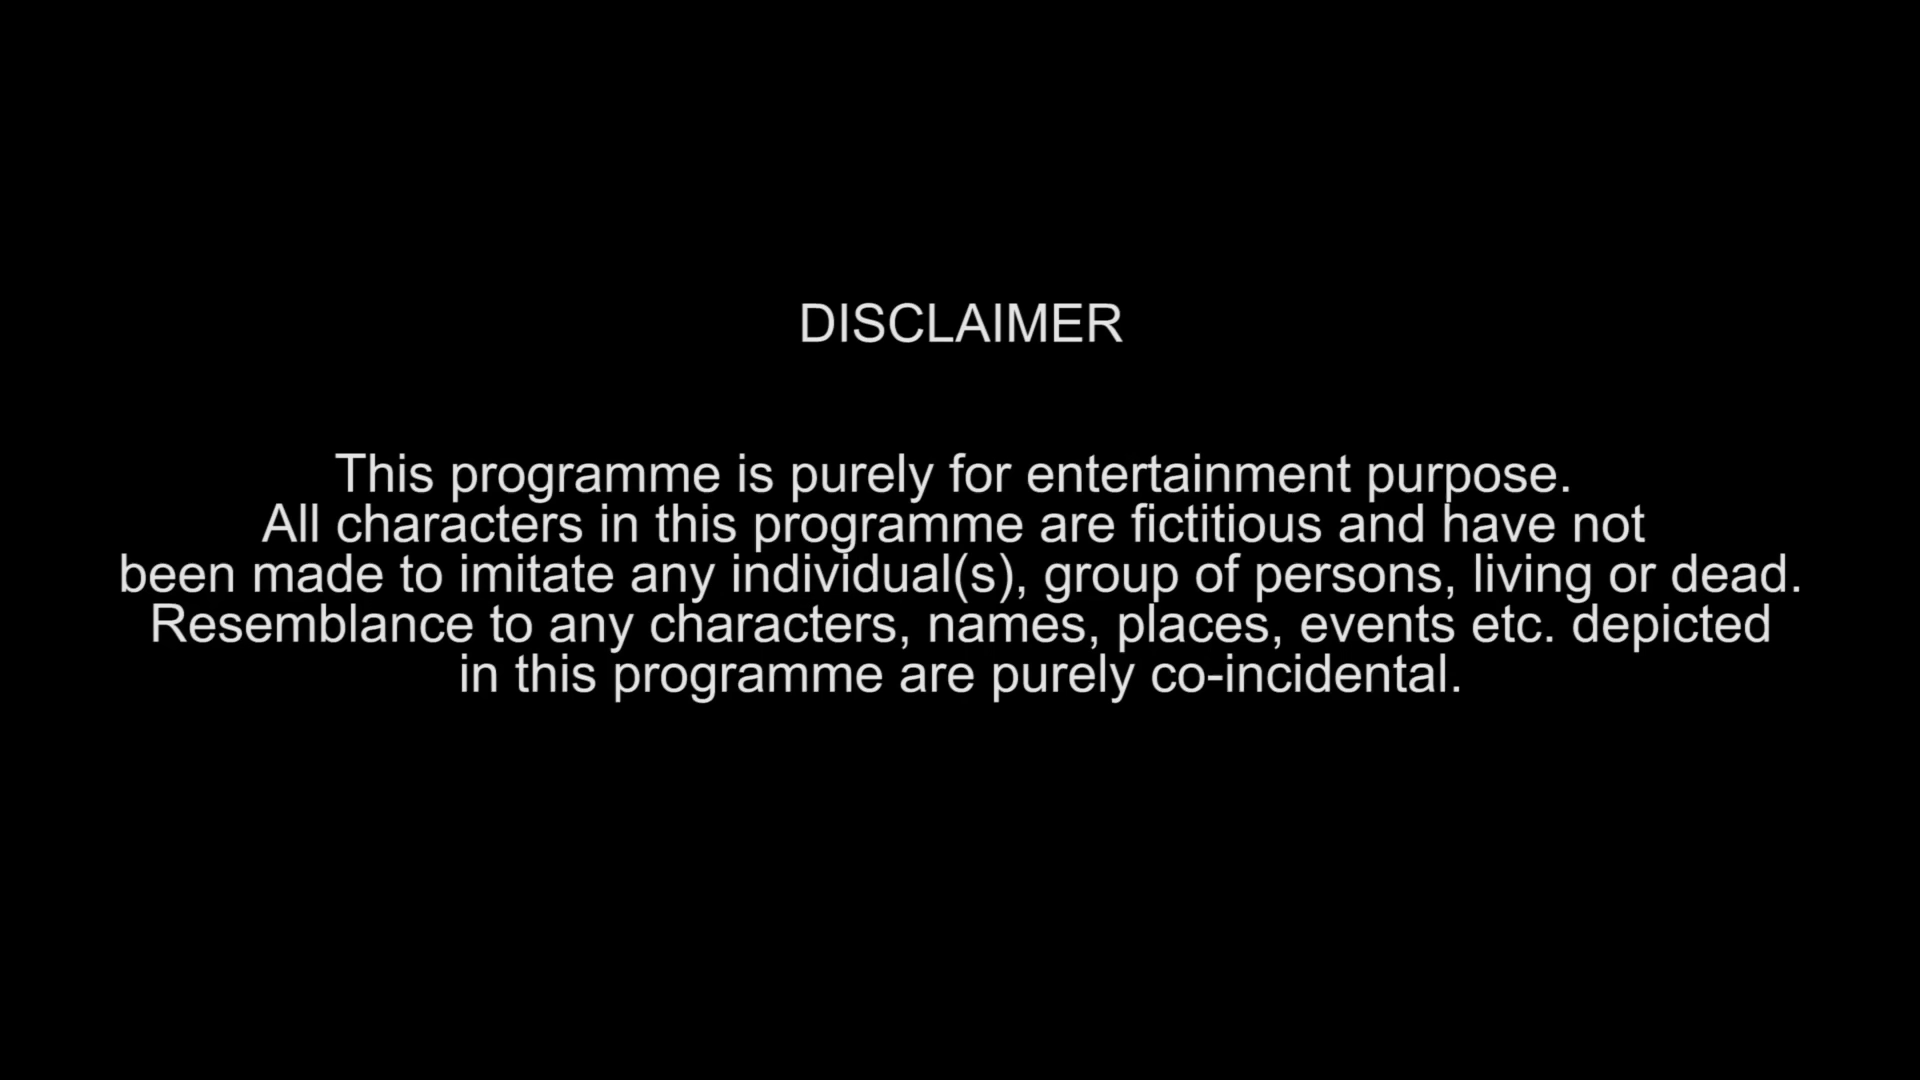 DISCLAIMER
This programme is purely for entertainment purpose.
All characters in this programme are fictitious and have not
been made to imitate any individual(s), group of persons, living or dead.
Resemblance to any characters, names, places, events etc. depicted
in this programme are purely co-incidental.